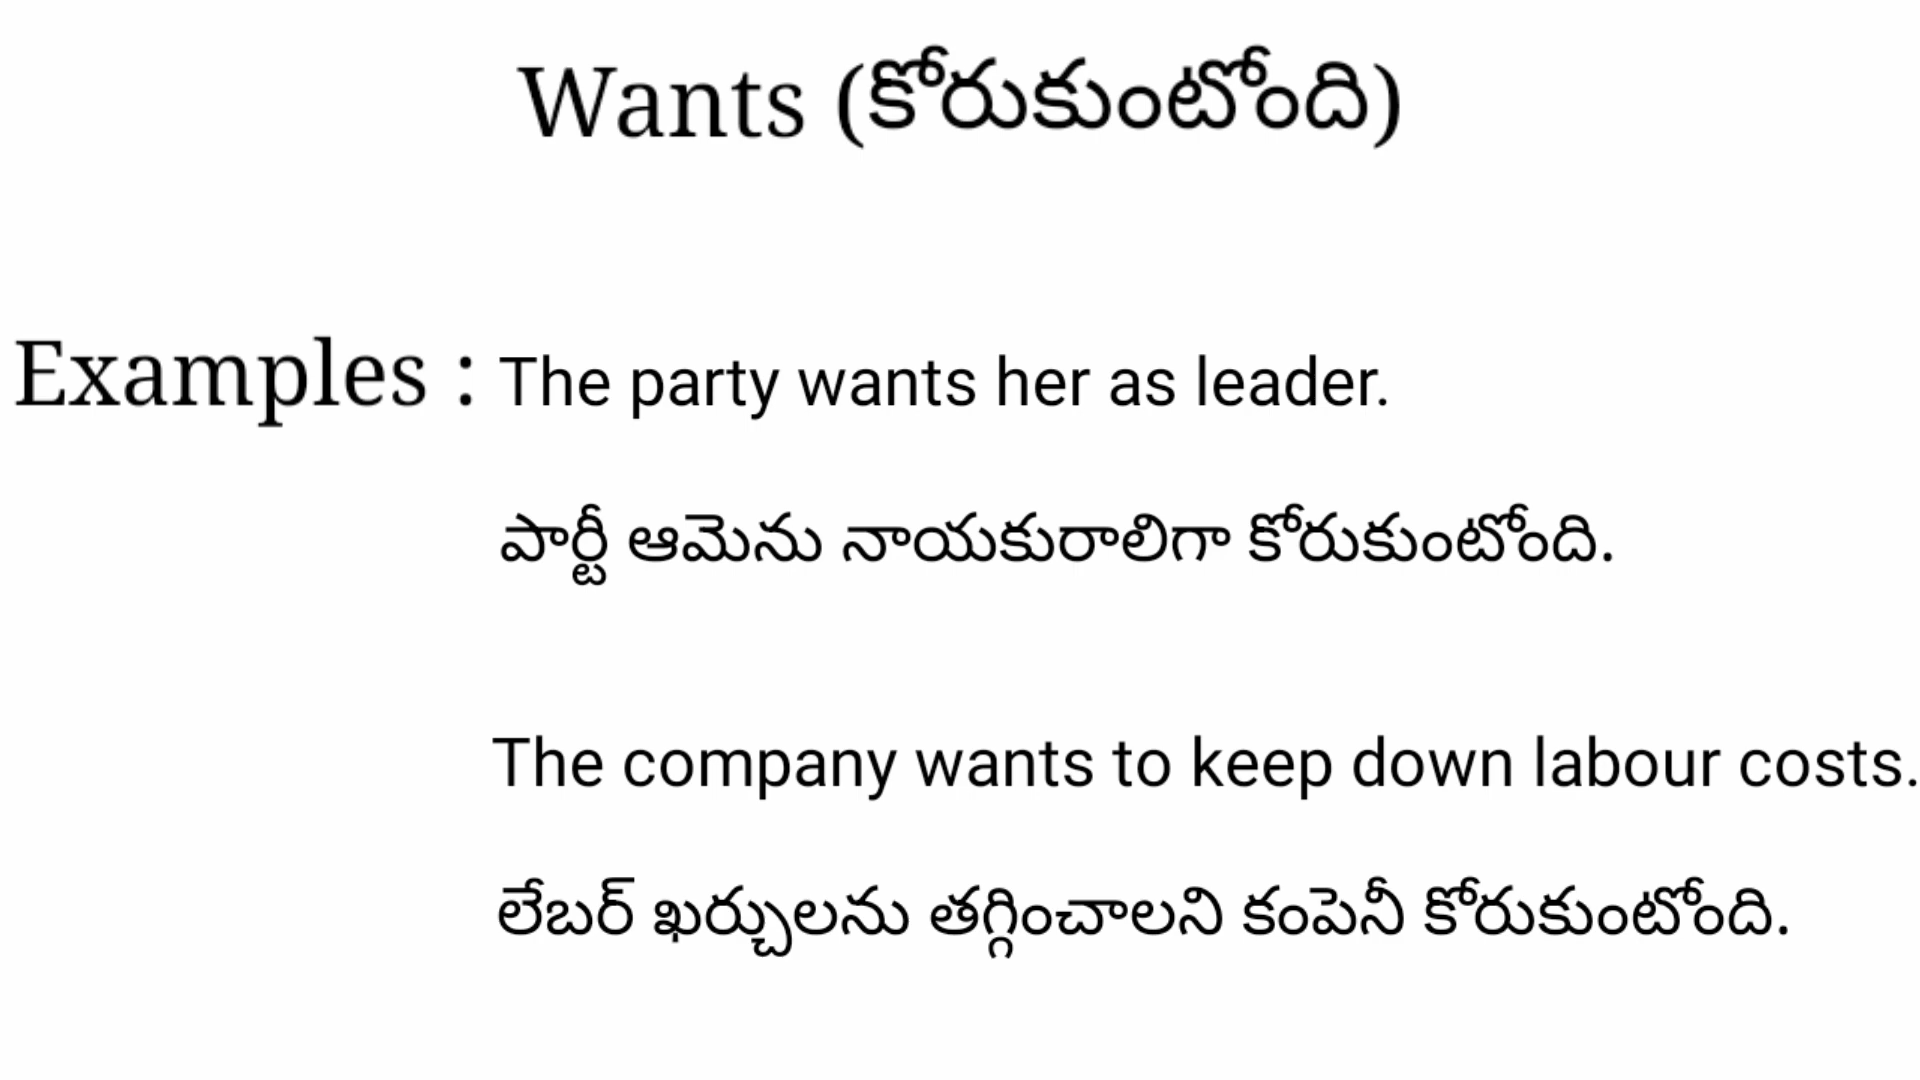 Wants (కోరుకుంటోంది)
Examples : The party wants her as leader.
పార్టీ ఆమెను నాయకురాలిగా కోరుకుంటోంది.
The company wants to keep down labour costs.
లేబర్ ఖర్చులను తగ్గించాలని కంపెనీ కోరుకుంటోంది.